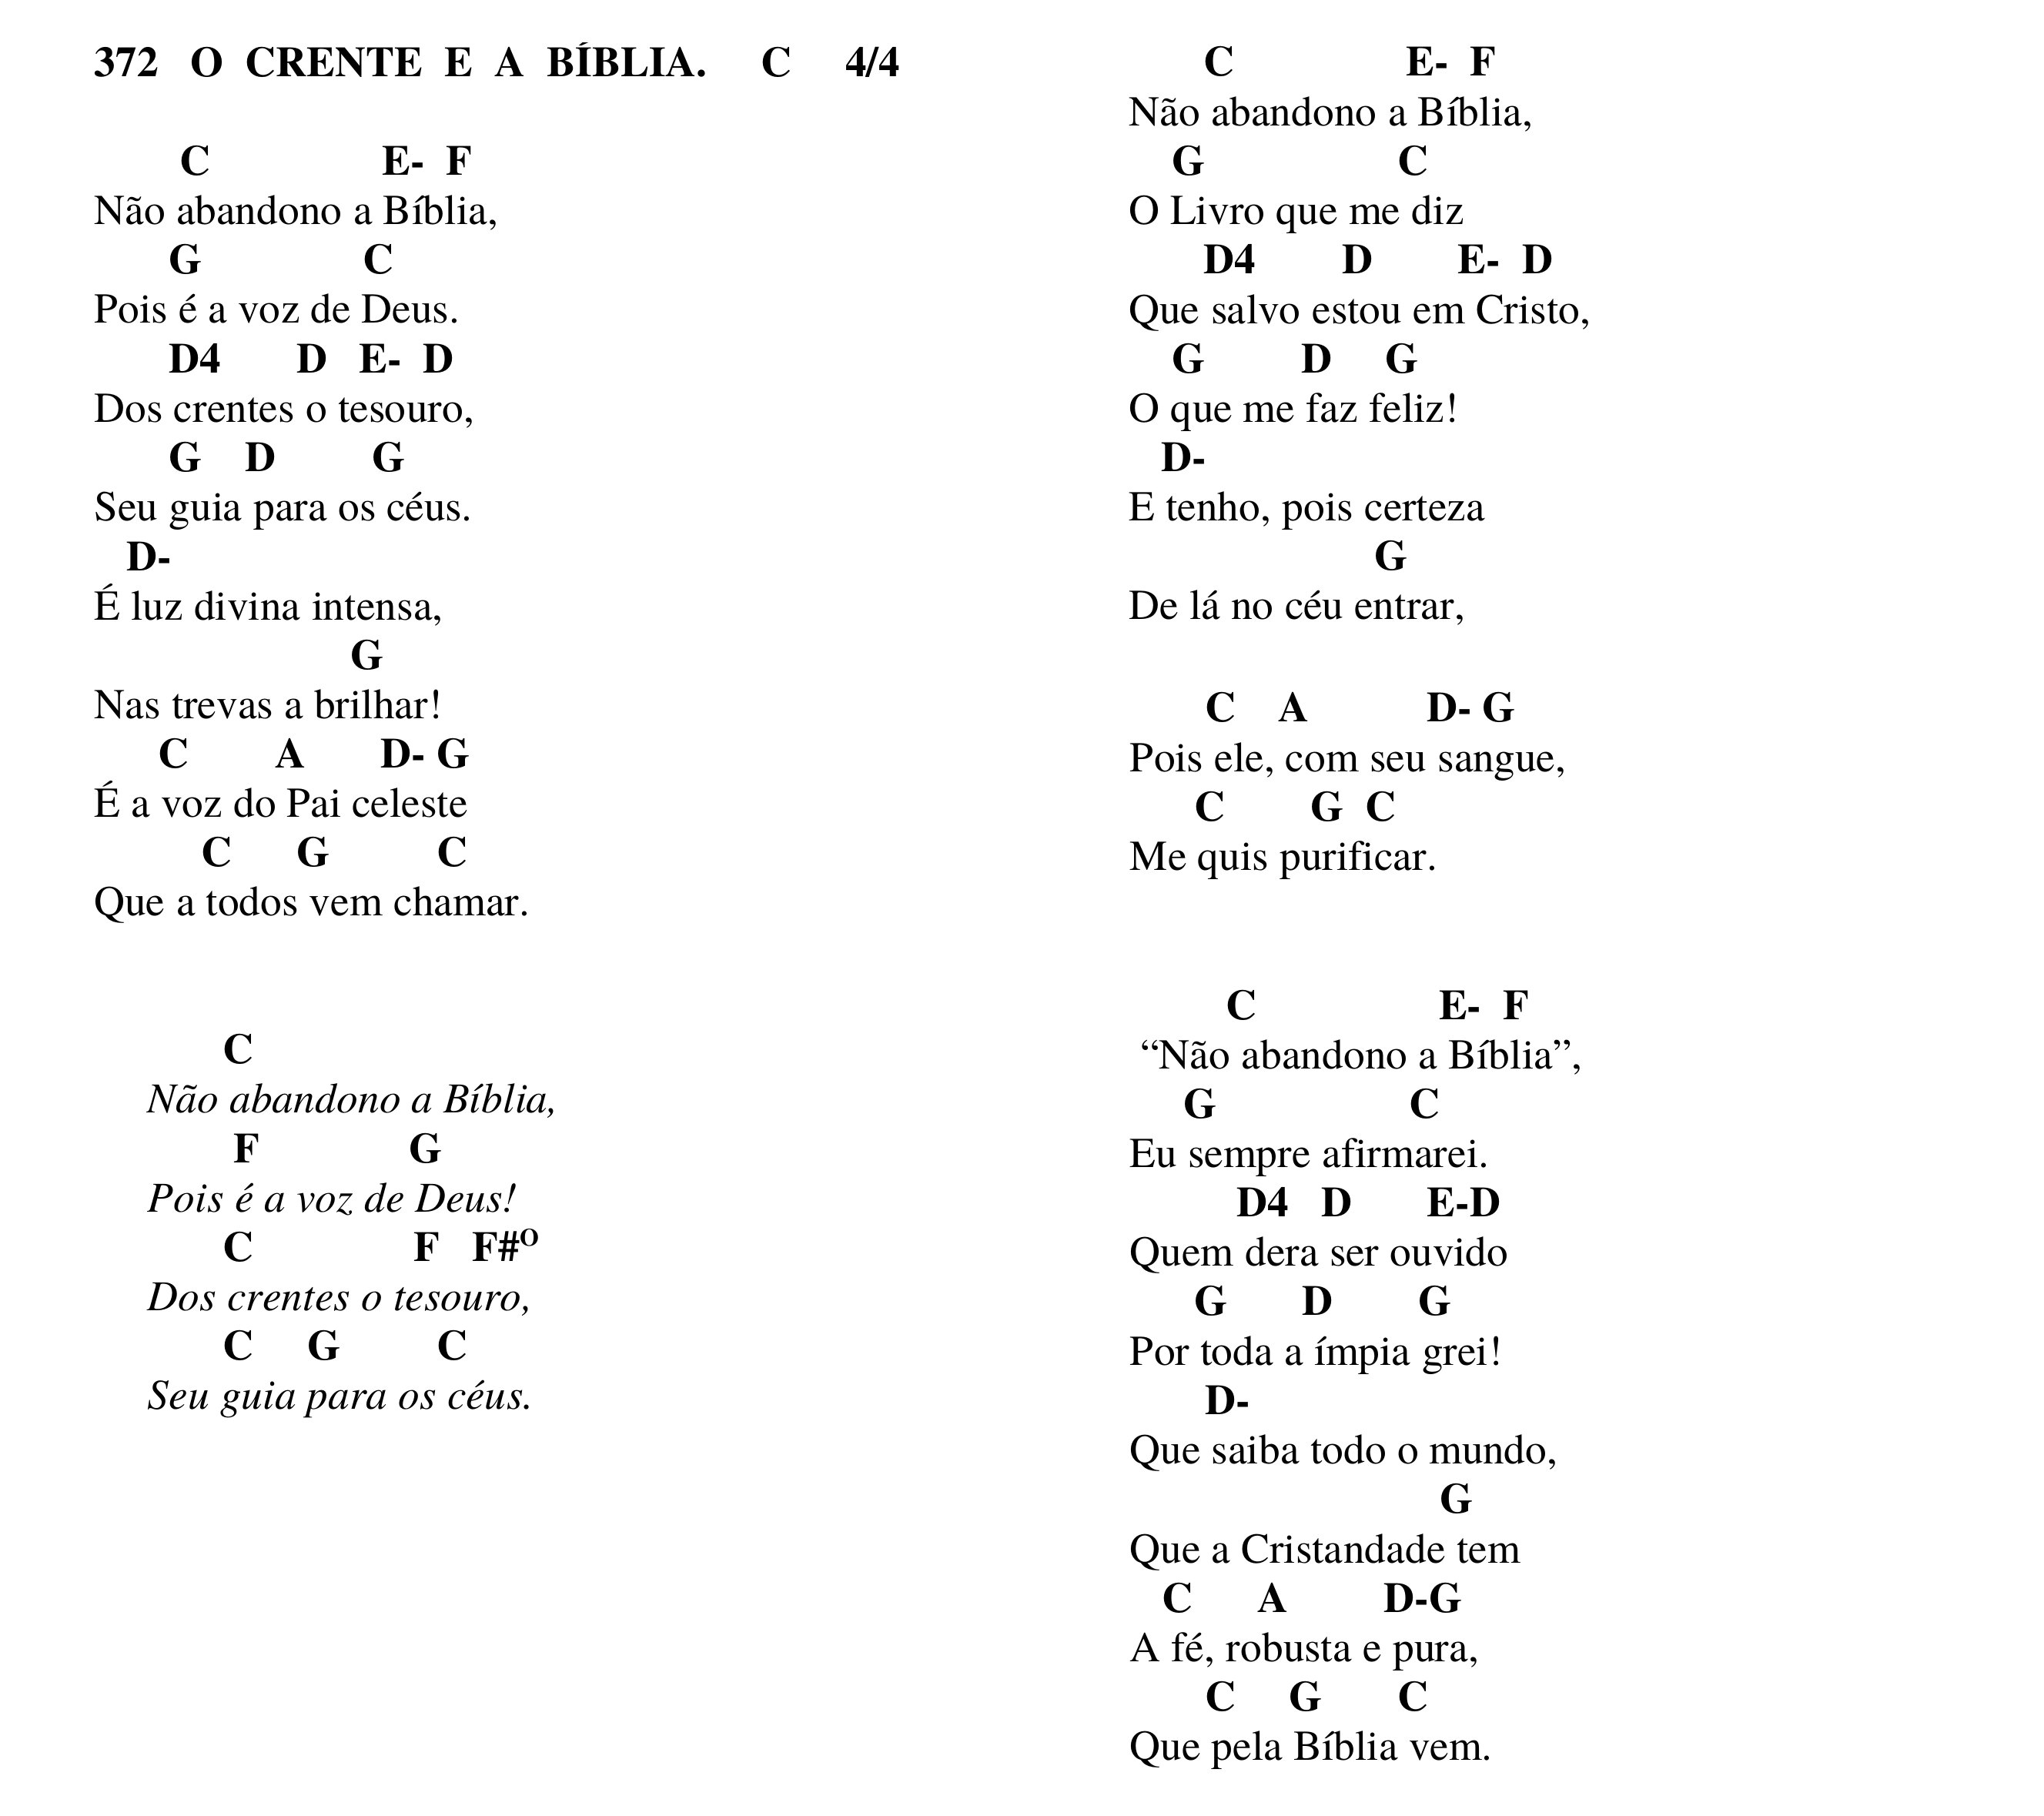 372 O CRENTE E A BÍBLIA. C 4/4
C E- F
Não abandono a Bíblia,
G C
Pois é a voz de Deus.
D4 D E- D
Dos crentes o tesouro,
G D G
Seu guia para os céus.
D-
É luz divina intensa,
G
Nas trevas a brilhar!
C A D- G
É a voz do Pai celeste
C G C
Que a todos vem chamar.
C
Não abandono a Bíblia,
F G
Pois é a voz de Deus!
C F F#º
Dos crentes o tesouro,
C G C
Seu guia para os céus.
C E- F
Não abandono a Bíblia,
G C
O Livro que me diz
D4 D E- D
Que salvo estou em Cristo,
G D G
O que me faz feliz!
D-
E tenho, pois certeza
G
De lá no céu entrar,
C A D- G
Pois ele, com seu sangue,
C G C
Me quis purificar.
C E- F
“Não abandono a Bíblia”,
G C
Eu sempre afirmarei.
D4 D E-D
Quem dera ser ouvido
G D G
Por toda a ímpia grei!
D-
Que saiba todo o mundo,
G
Que a Cristandade tem
C A D-G
A fé, robusta e pura,
C G C
Que pela Bíblia vem.